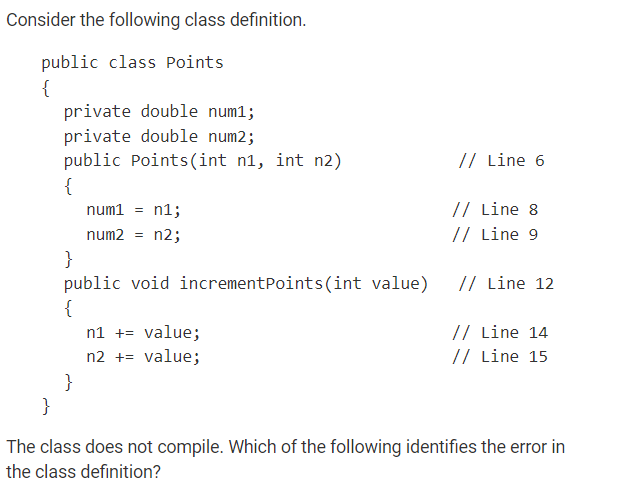 Consider the following class definition.
public class Points
{
private double num1;
private double num2;
public Points(int n1, int n2) // Line 6
{
num1 = n1; // Line 8
num2 = n2; // Line 9
}
public void incrementPoints(int value) // Line 12
{
n1 += value; // Line 14
n2 += value; // Line 15
}
}
The class does not compile. Which of the following identifies the error in
the class definition?